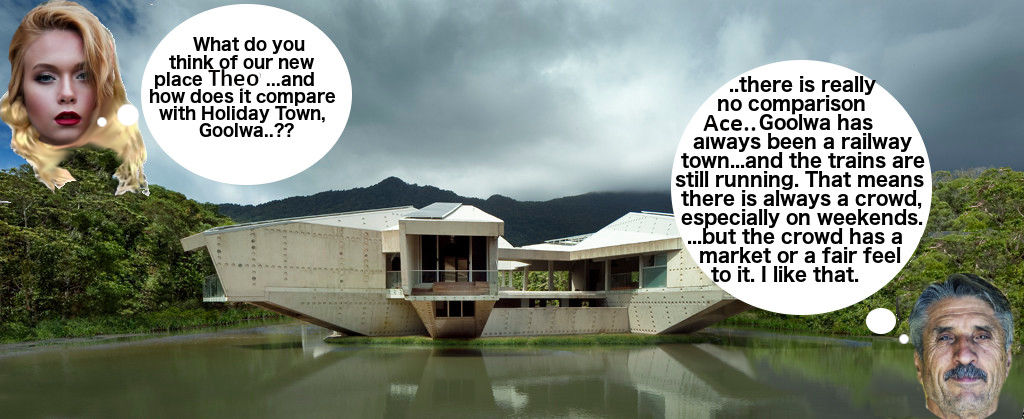 What do you
think of our new
place Theo ...and
how does it compare
with Holiday Town,
Goolwa..??
..there is really
no comparison
Ace.. Goolwa has
always been a railway
town...and the trains are
still running. That means
there is always a crowd,
especially on weekends.
...but the crowd has a
market or a fair feel
to it. I like that.